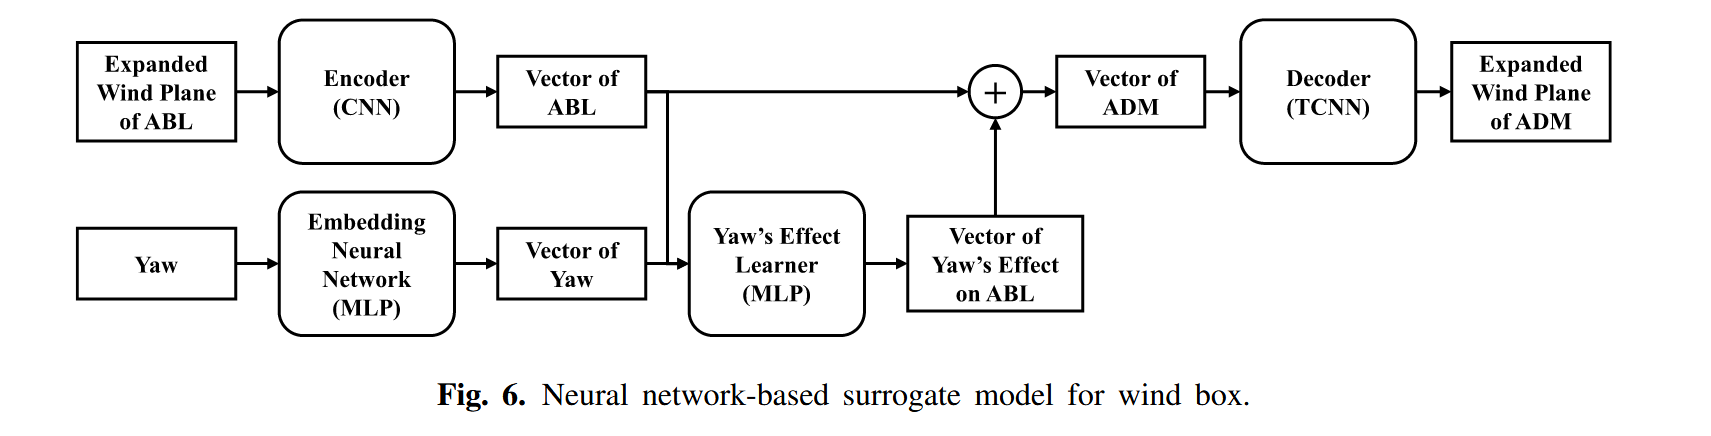 Expanded
Wind Plane
of ABL
Encoder
(CNN)
Vector of
ABL
+
Vector of
ADM
Decoder
(TCNN)
Expanded
Wind Plane
of ADM
Yaw
Embedding
Neural
Network
(MLP)
Vector of
Yaw
Yaw’s Effect
Learner
(MLP)
Vector of
Yaw’s Effect
on ABL
Fig. 6. Neural network-based surrogate model for wind box.